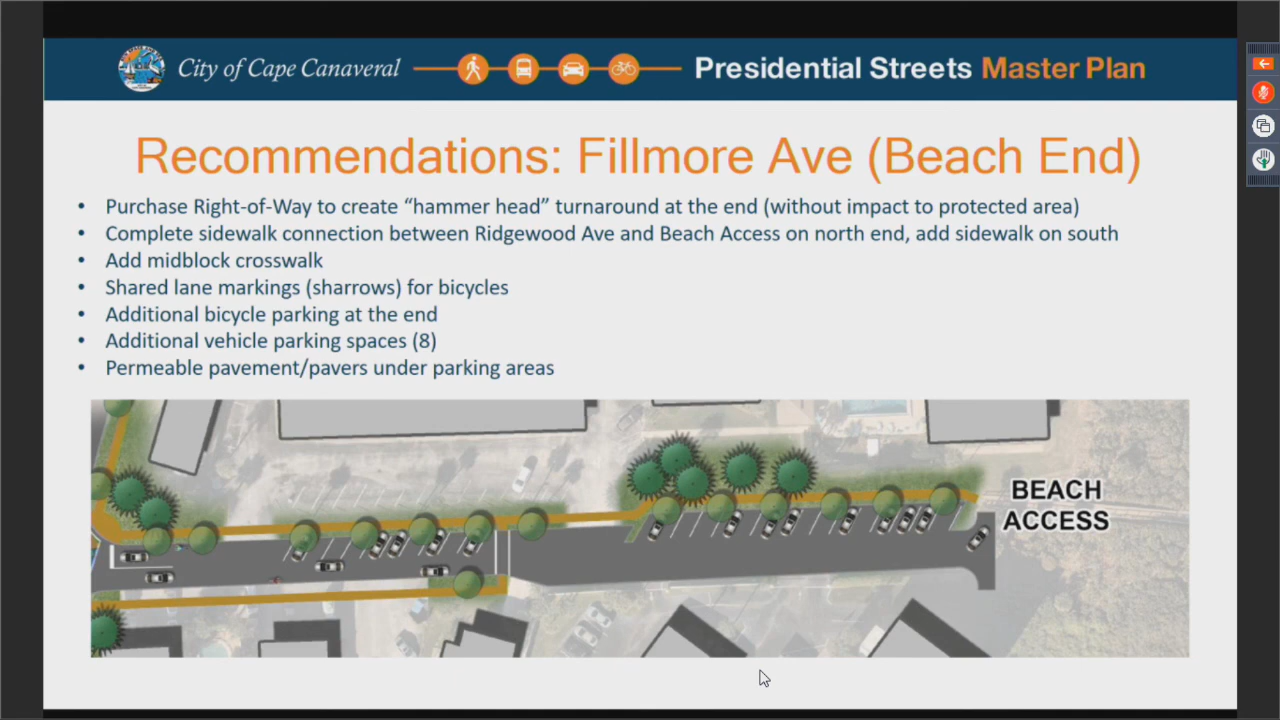 City of Cape Canaveral
Presidential Streets Master Plan
Recommendations: Fillmore Ave (Beach End)
• Purchase Right-of-Way to create “hammer head” turnaround at the end (without impact to protected area)
• Complete sidewalk connection between Ridgewood Ave and Beach Access on north end, add sidewalk on south
• Add midblock crosswalk
• Shared lane markings (sharrows) for bicycles
• Additional bicycle parking at the end
• Additional vehicle parking spaces (8)
• Permeable pavement/pavers under parking areas
BEACH
ACCESS